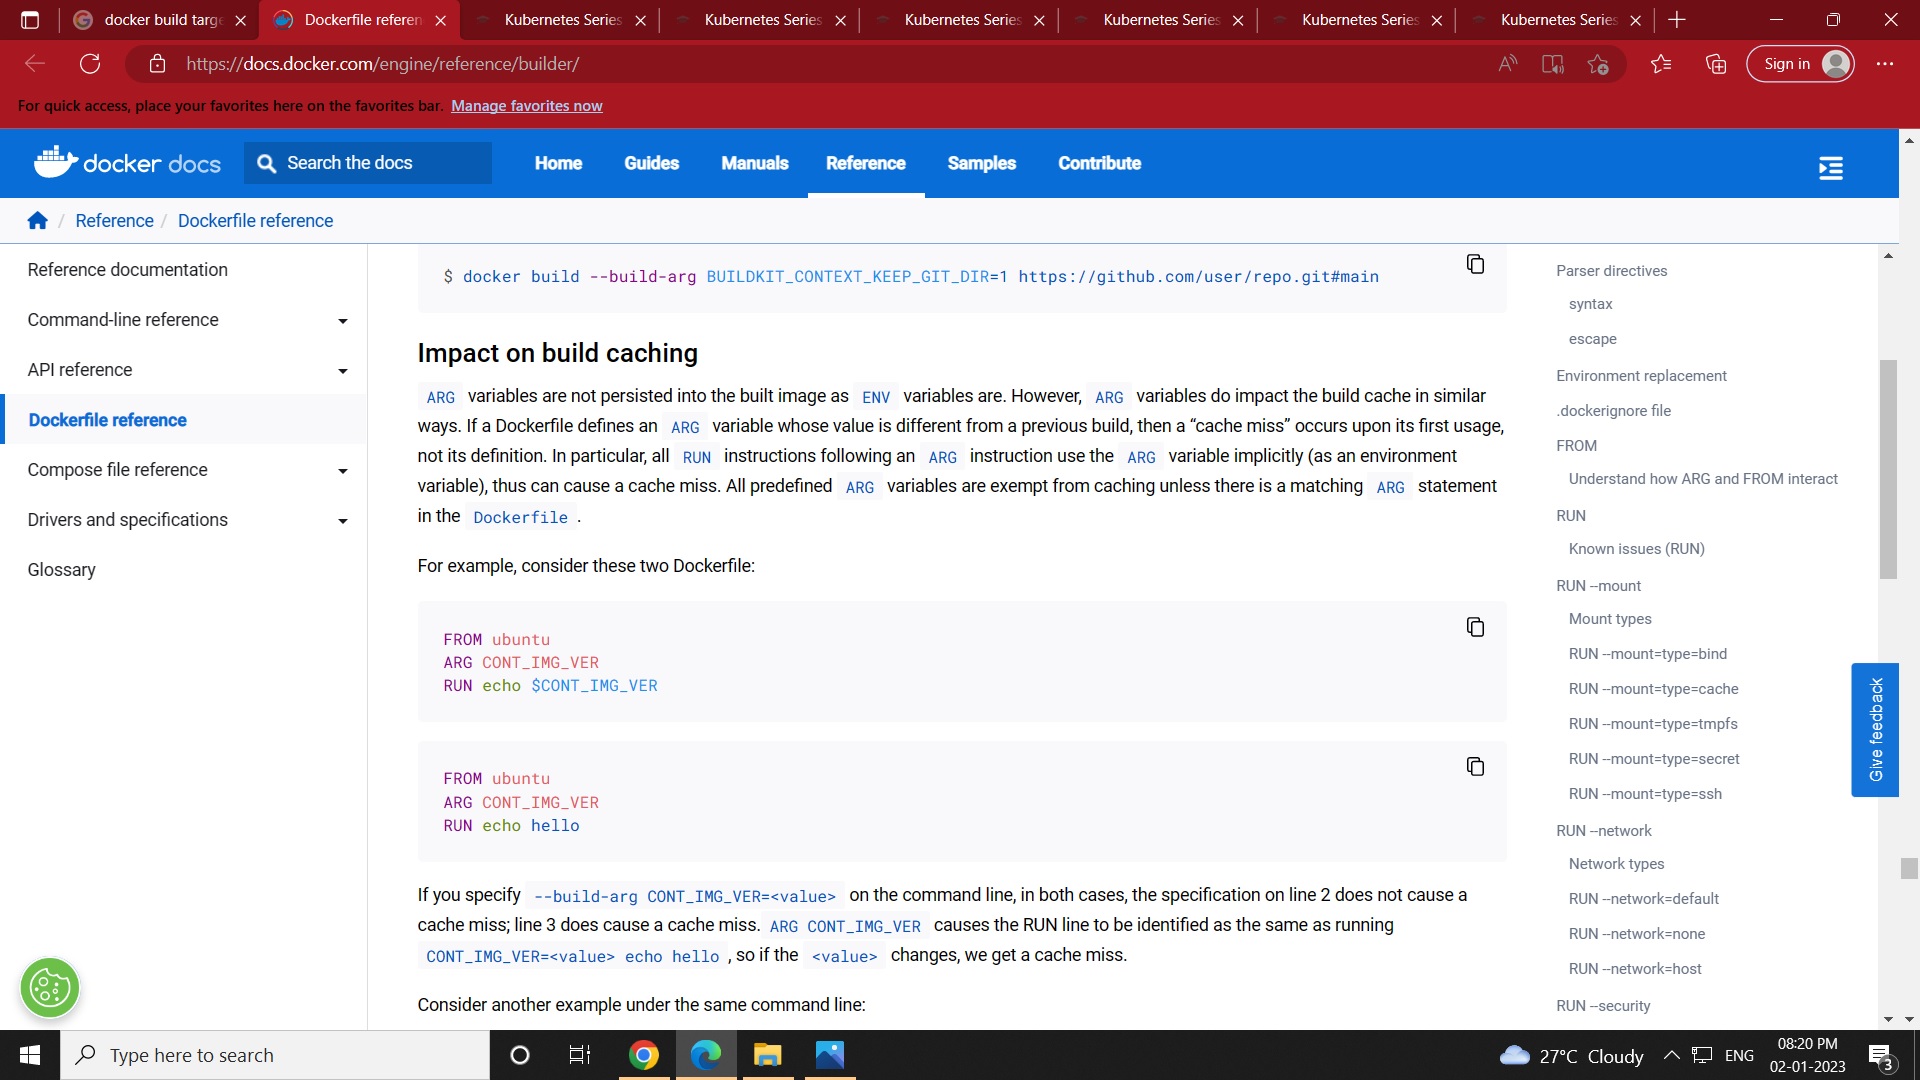 docker build targe
Dockerfile referen
Kubernetes Series
Kubernetes Series
Kubernetes Series
Kubernetes Series
Kubernetes Series
Kubernetes Series
https://docs.docker.com/engine/reference/builder/
Sign in
For quick access, place your favorites here on the favorites bar. Manage favorites now
docker docs
Search the docs
Home
Guides
Manuals
Reference
Samples
Contribute
/ Reference / Dockerfile reference
Reference documentation
Command-line reference
API reference
Dockerfile reference
Compose file reference
Drivers and specifications
Glossary
$ docker build --build-arg BUILDKIT_CONTEXT_KEEP_GIT_DIR=1 https://github.com/user/repo.git#main
Impact on build caching
ARG variables are not persisted into the built image as ENV variables are. However, ARG variables do impact the build cache in similar
ways. If a Dockerfile defines an ARG variable whose value is different from a previous build, then a “cache miss” occurs upon its first usage,
not its definition. In particular, all RUN instructions following an ARG instruction use the ARG variable implicitly (as an environment
variable), thus can cause a cache miss. All predefined ARG variables are exempt from caching unless there is a matching ARG statement
in the Dockerfile .
For example, consider these two Dockerfile:
FROM ubuntu
ARG CONT_IMG_VER
RUN echo $CONT_IMG_VER
FROM ubuntu
ARG CONT_IMG_VER
RUN echo hello
If you specify --build-arg CONT_IMG_VER=<value> on the command line, in both cases, the specification on line 2 does not cause a
cache miss; line 3 does cause a cache miss. ARG CONT_IMG_VER causes the RUN line to be identified as the same as running
CONT_IMG_VER=<value> echo hello , so if the <value> changes, we get a cache miss.
Consider another example under the same command line:
Parser directives
syntax
escape
Environment replacement
.dockerignore file
FROM
Understand how ARG and FROM interact
RUN
Known issues (RUN)
RUN --mount
Mount types
RUN --mount=type=bind
RUN --mount=type=cache
RUN --mount=type=tmpfs
RUN --mount=type=secret
RUN --mount=type=ssh
RUN --network
Network types
RUN --network=default
RUN --network=none
RUN --network=host
RUN --security
Give feedback
Type here to search
27°C Cloudy
ENG
08:20 PM
02-01-2023
3